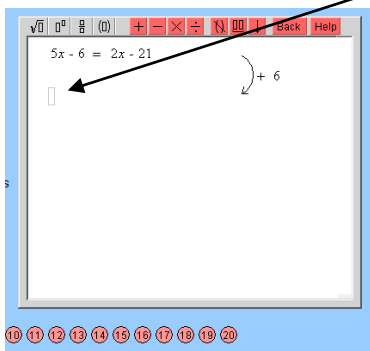 √▯ ▯▯ ▯/▯ (▯) + − × ÷ Back Help
5x - 6 = 2x - 21
+ 6
s
10 11 12 13 14 15 16 17 18 19 20